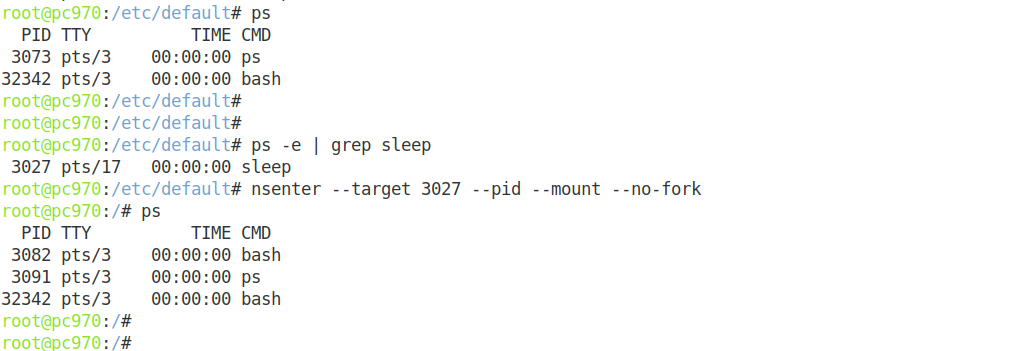 root@pc970:/etc/default# ps
  PID TTY          TIME CMD
 3073 pts/3    00:00:00 ps
32342 pts/3    00:00:00 bash
root@pc970:/etc/default#
root@pc970:/etc/default#
root@pc970:/etc/default# ps -e | grep sleep
 3027 pts/17   00:00:00 sleep
root@pc970:/etc/default# nsenter --target 3027 --pid --mount --no-fork
root@pc970:/# ps
  PID TTY          TIME CMD
 3082 pts/3    00:00:00 bash
 3091 pts/3    00:00:00 ps
32342 pts/3    00:00:00 bash
root@pc970:/#
root@pc970:/#